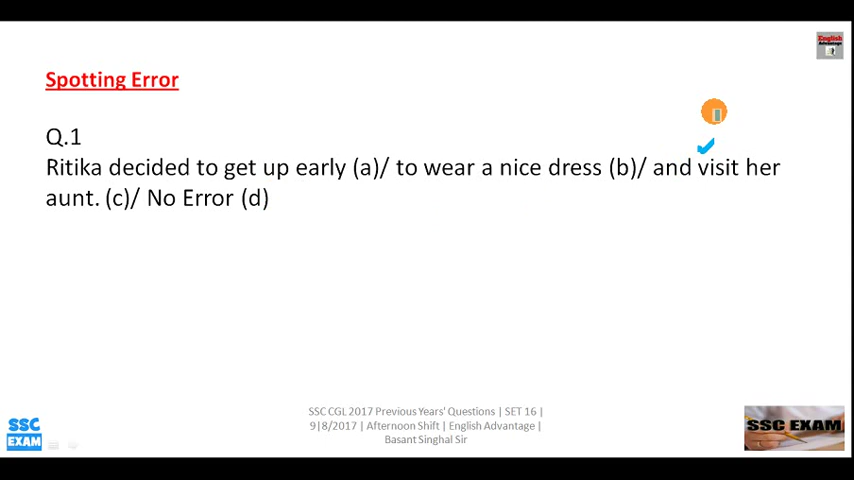 English
Advantage
Spotting Error
Q.1
Ritika decided to get up early (a)/ to wear a nice dress (b)/ and visit her
aunt. (c)/ No Error (d)
SSC CGL 2017 Previous Years' Questions | SET 16 |
9|8/2017 | Afternoon Shift | English Advantage |
Basant Singhal Sir
SSC
EXAM
SSC EXAM